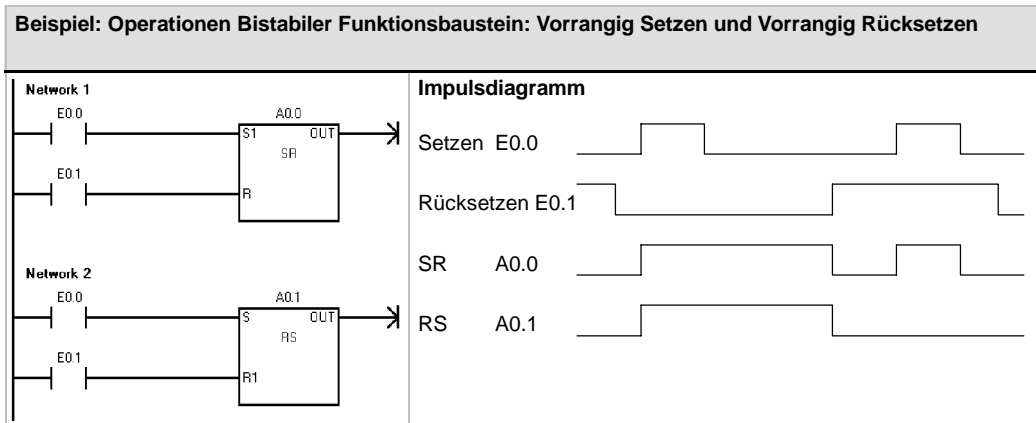 Beispiel: Operationen Bistabiler Funktionsbaustein: Vorrangig Setzen und Vorrangig Rücksetzen
Network 1
E0.0
A0.0
S1 OUT
SR
E0.1
R
Network 2
E0.0
A0.1
S OUT
RS
E0.1
R1
Impulsdiagramm
Setzen E0.0
Rücksetzen E0.1
SR A0.0
RS A0.1